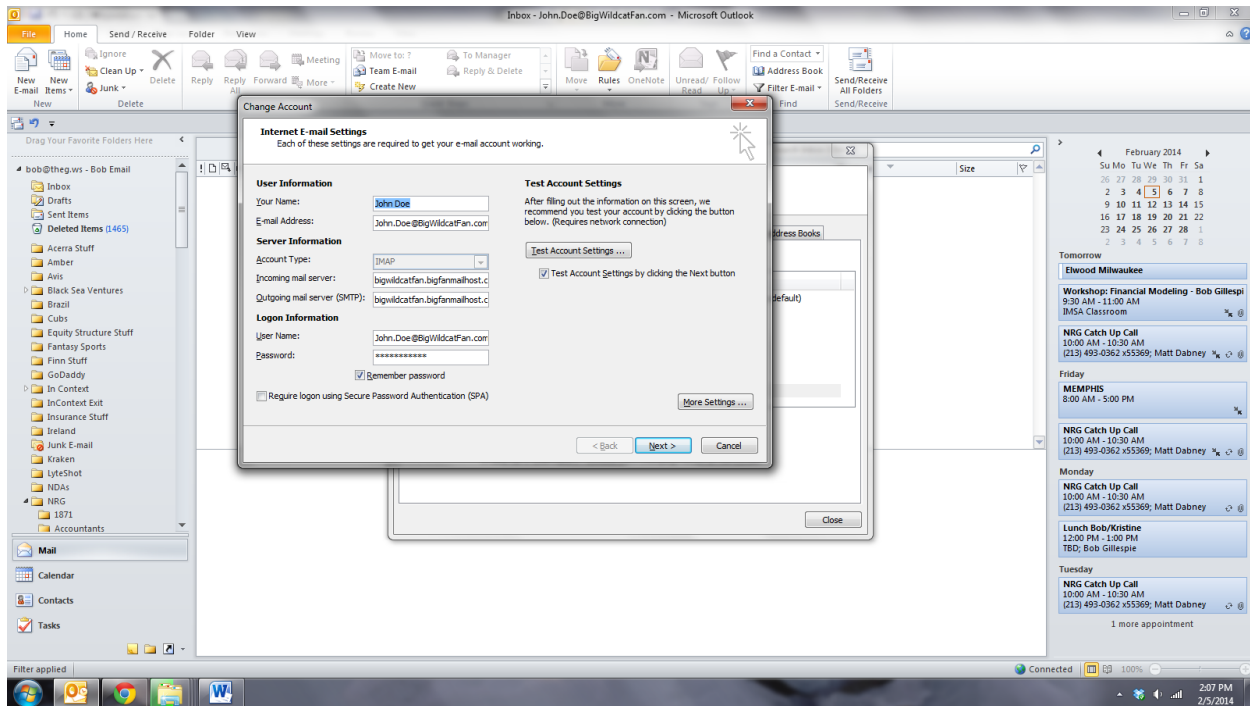 Inbox - John.Doe@BigWildcatFan.com - Microsoft Outlook
File Home Send / Receive Folder View
New E-mail
New Items
New
Ignore
Clean Up
Junk
Delete
Delete
Reply
Reply All
Forward
Meeting
More
Move to: ?
Team E-mail
Create New
To Manager
Reply & Delete
Move
Rules
OneNote
Unread/ Read
Follow Up
Find a Contact
Address Book
Filter E-mail
Find
Send/Receive All Folders
Send/Receive
Drag Your Favorite Folders Here
bob@theg.ws - Bob Email
Inbox
Drafts
Sent Items
Deleted Items (1465)
Acerra Stuff
Amber
Avis
Black Sea Ventures
Brazil
Cubs
Equity Structure Stuff
Fantasy Sports
Finn Stuff
GoDaddy
In Context
InContext Exit
Insurance Stuff
Ireland
Junk E-mail
Kraken
LyteShot
NDAs
NRG
1871
Accountants
Mail
Calendar
Contacts
Tasks
Filter applied
Change Account
Internet E-mail Settings
Each of these settings are required to get your e-mail account working.
User Information
Your Name: John Doe
E-mail Address: John.Doe@BigWildcatFan.com
Server Information
Account Type: IMAP
Incoming mail server: bigwildcatfan.bigfanmailhost.c
Outgoing mail server (SMTP): bigwildcatfan.bigfanmailhost.c
Logon Information
User Name: John.Doe@BigWildcatFan.com
Password: ***********
Remember password
Require logon using Secure Password Authentication (SPA)
Test Account Settings
After filling out the information on this screen, we
recommend you test your account by clicking the button
below. (Requires network connection)
Test Account Settings ...
Test Account Settings by clicking the Next button
More Settings ...
< Back Next > Cancel
ddress Books
default)
Close
Size
February 2014
Su Mo Tu We Th Fr Sa
26 27 28 29 30 31 1
2 3 4 5 6 7 8
9 10 11 12 13 14 15
16 17 18 19 20 21 22
23 24 25 26 27 28 1
2 3 4 5 6 7 8
Tomorrow
Elwood Milwaukee
Workshop: Financial Modeling - Bob Gillespi
9:30 AM - 11:00 AM
IMSA Classroom
NRG Catch Up Call
10:00 AM - 10:30 AM
(213) 493-0362 x55369; Matt Dabney
Friday
MEMPHIS
8:00 AM - 5:00 PM
NRG Catch Up Call
10:00 AM - 10:30 AM
(213) 493-0362 x55369; Matt Dabney
Monday
NRG Catch Up Call
10:00 AM - 10:30 AM
(213) 493-0362 x55369; Matt Dabney
Lunch Bob/Kristine
12:00 PM - 1:00 PM
TBD; Bob Gillespie
Tuesday
NRG Catch Up Call
10:00 AM - 10:30 AM
(213) 493-0362 x55369; Matt Dabney
1 more appointment
Connected 100%
2:07 PM
2/5/2014